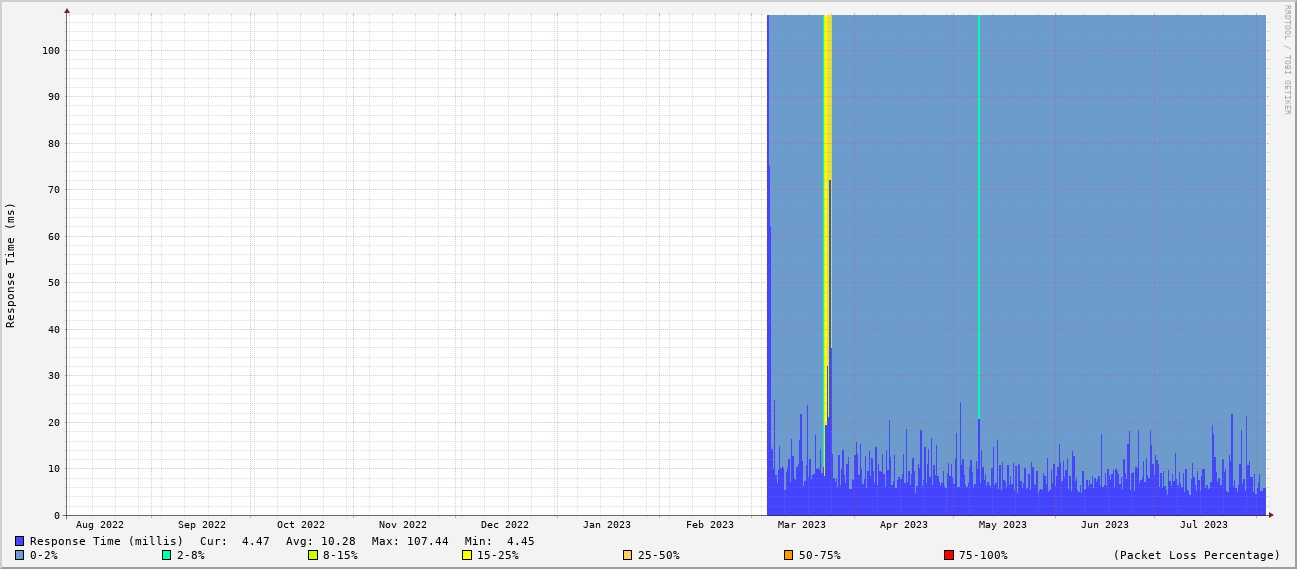 RRDTOOL / TOBI OETIKER
Response Time (ms)
100
90
80
70
60
50
40
30
20
10
0
Aug 2022 Sep 2022 Oct 2022 Nov 2022 Dec 2022 Jan 2023 Feb 2023 Mar 2023 Apr 2023 May 2023 Jun 2023 Jul 2023
Response Time (millis) Cur: 4.47 Avg: 10.28 Max: 107.44 Min: 4.45
0-2% 2-8% 8-15% 15-25% 25-50% 50-75% 75-100% (Packet Loss Percentage)